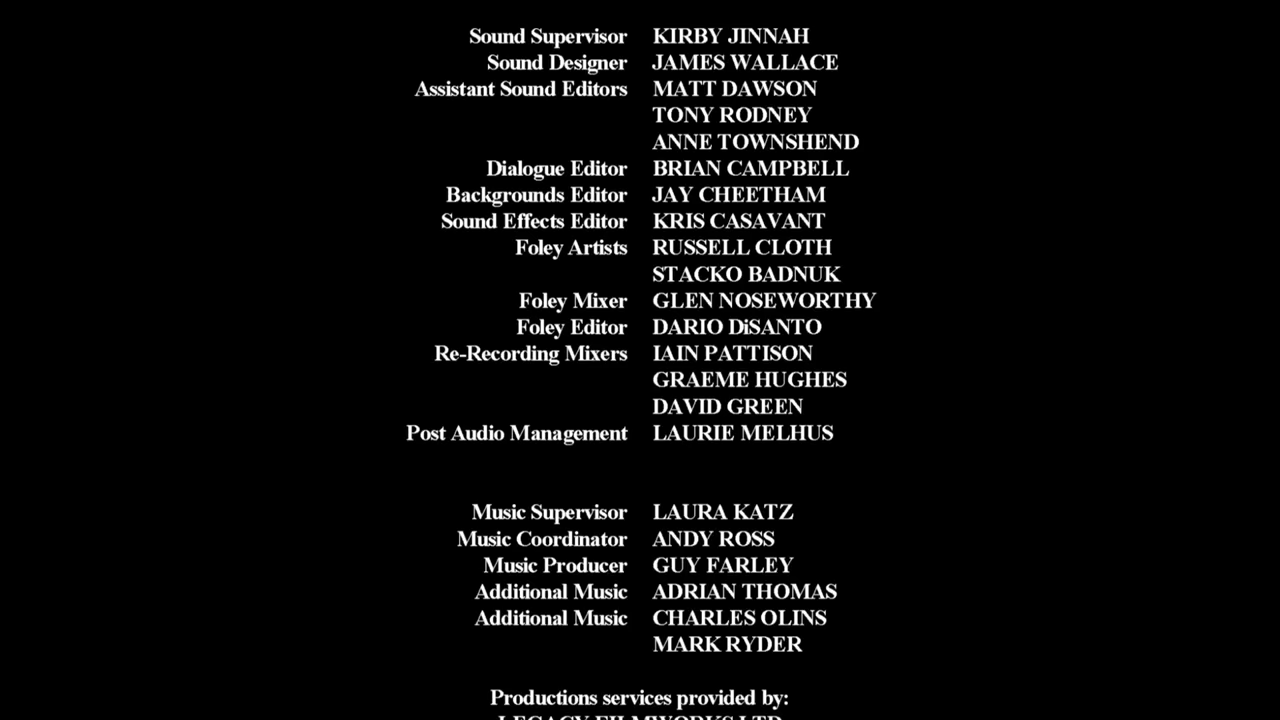 Sound Supervisor KIRBY JINNAH
Sound Designer JAMES WALLACE
Assistant Sound Editors MATT DAWSON
TONY RODNEY
ANNE TOWNSHEND
Dialogue Editor BRIAN CAMPBELL
Backgrounds Editor JAY CHEETHAM
Sound Effects Editor KRIS CASAVANT
Foley Artists RUSSELL CLOTH
STACKO BADNUK
Foley Mixer GLEN NOSEWORTHY
Foley Editor DARIO DiSANTO
Re-Recording Mixers IAIN PATTISON
GRAEME HUGHES
DAVID GREEN
Post Audio Management LAURIE MELHUS
Music Supervisor LAURA KATZ
Music Coordinator ANDY ROSS
Music Producer GUY FARLEY
Additional Music ADRIAN THOMAS
Additional Music CHARLES OLINS
MARK RYDER
Productions services provided by:
LEGACY FILMWORKS LTD